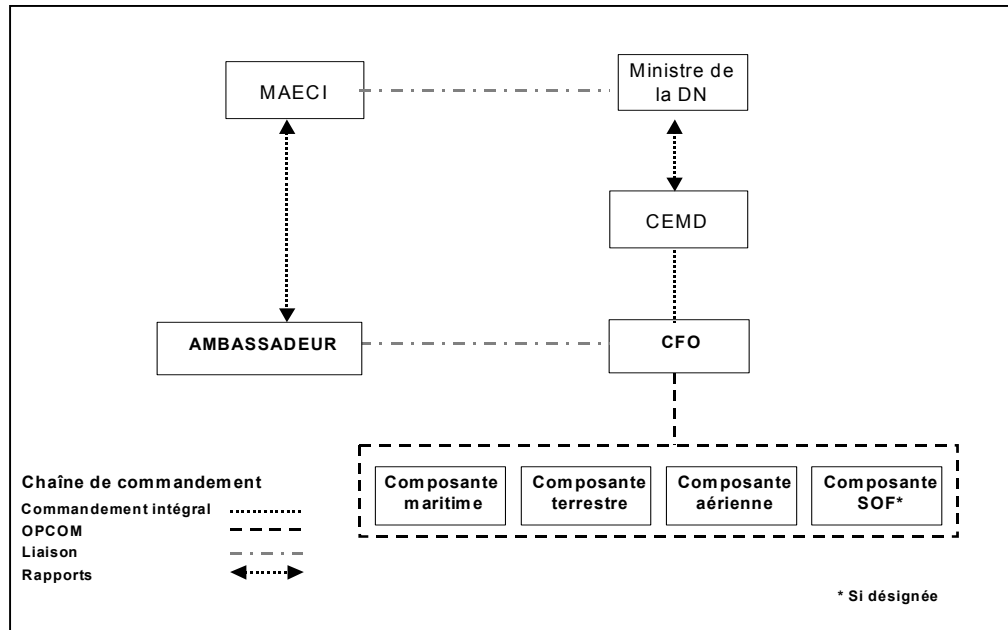 MAECI
Ministre de
la DN
CEMD
AMBASSADEUR
CFO
Composante
maritime
Composante
terrestre
Composante
aérienne
Composante
SOF*
Chaîne de commandement
Commandement intégral
OPCOM
Liaison
Rapports
* Si désignée